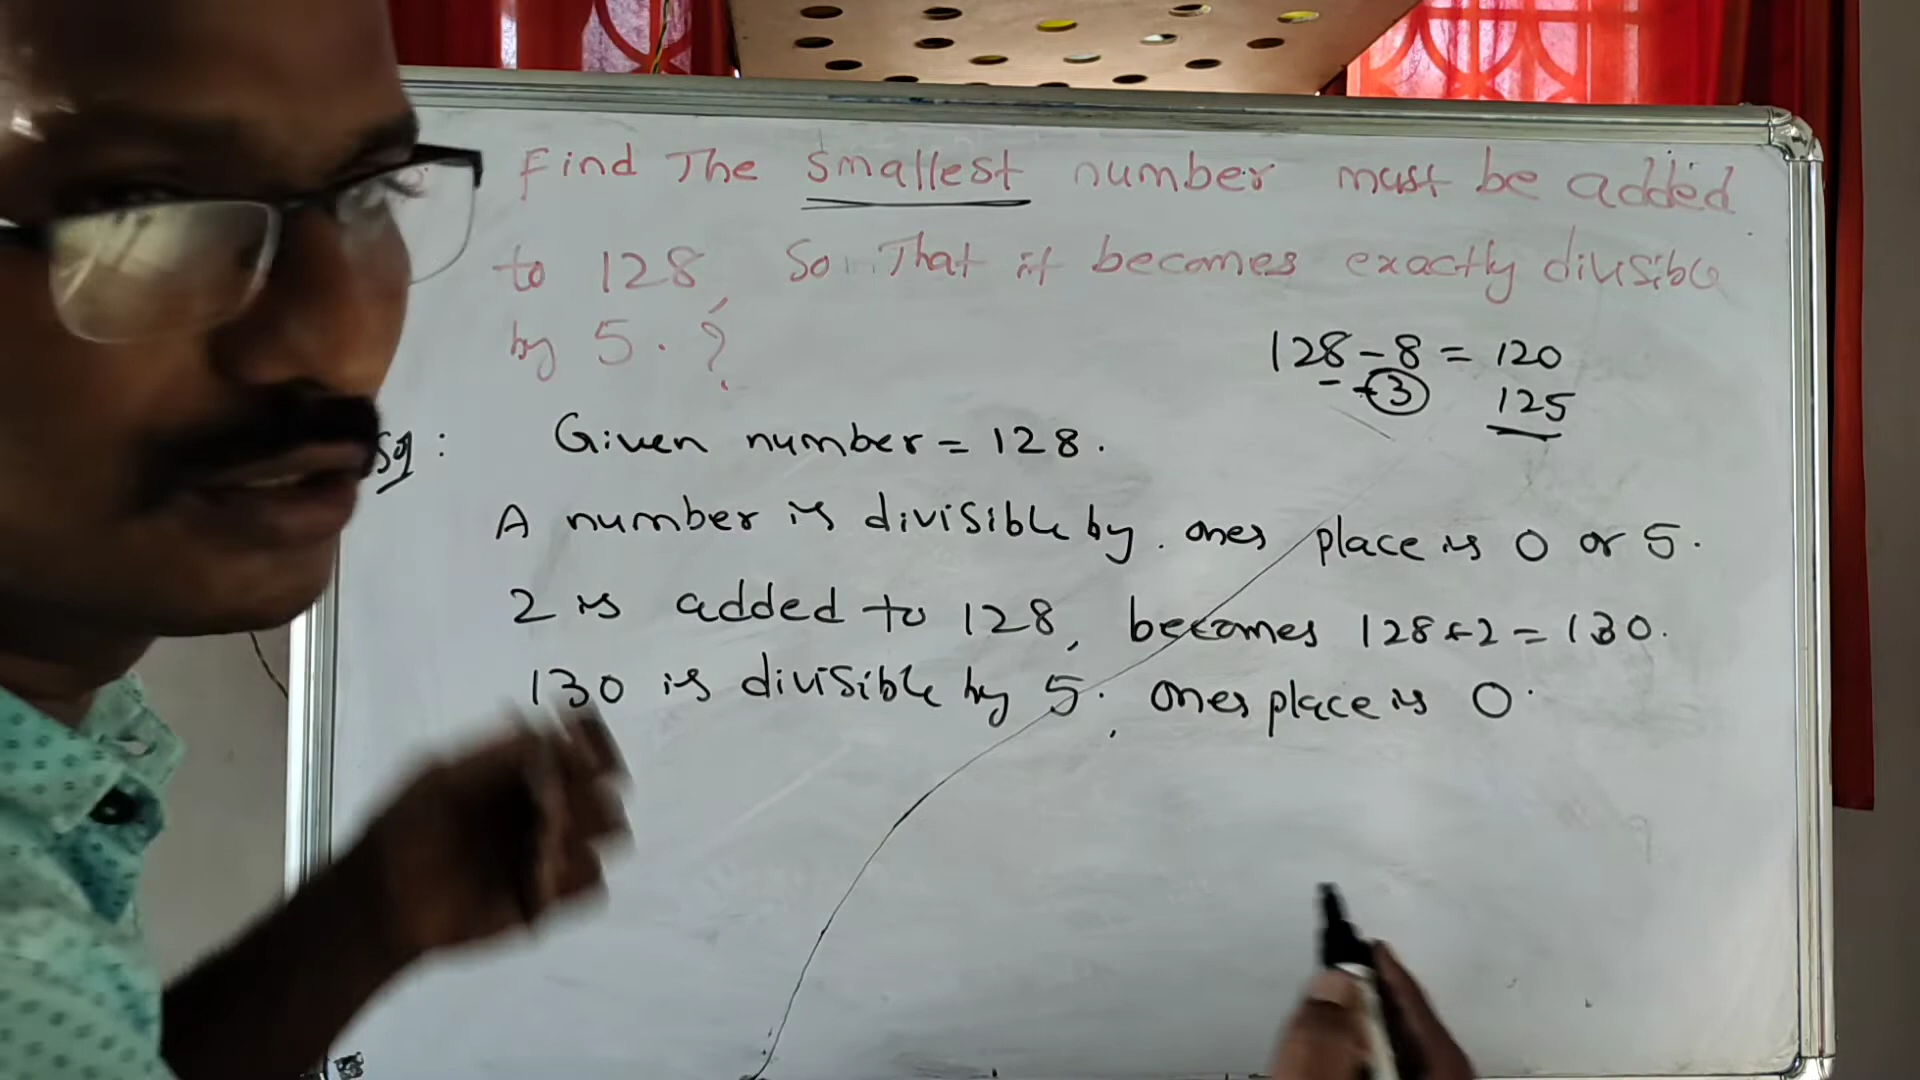 Find The smallest number must be added
to 128, So That it becomes exactly divisible
by 5. ?
128 - 8 = 120
- 3 125
Given number = 128.
A number is divisible by ones place is 0 or 5.
2 is added to 128, becomes 128 + 2 = 130.
130 is divisible by 5. ones place is 0.